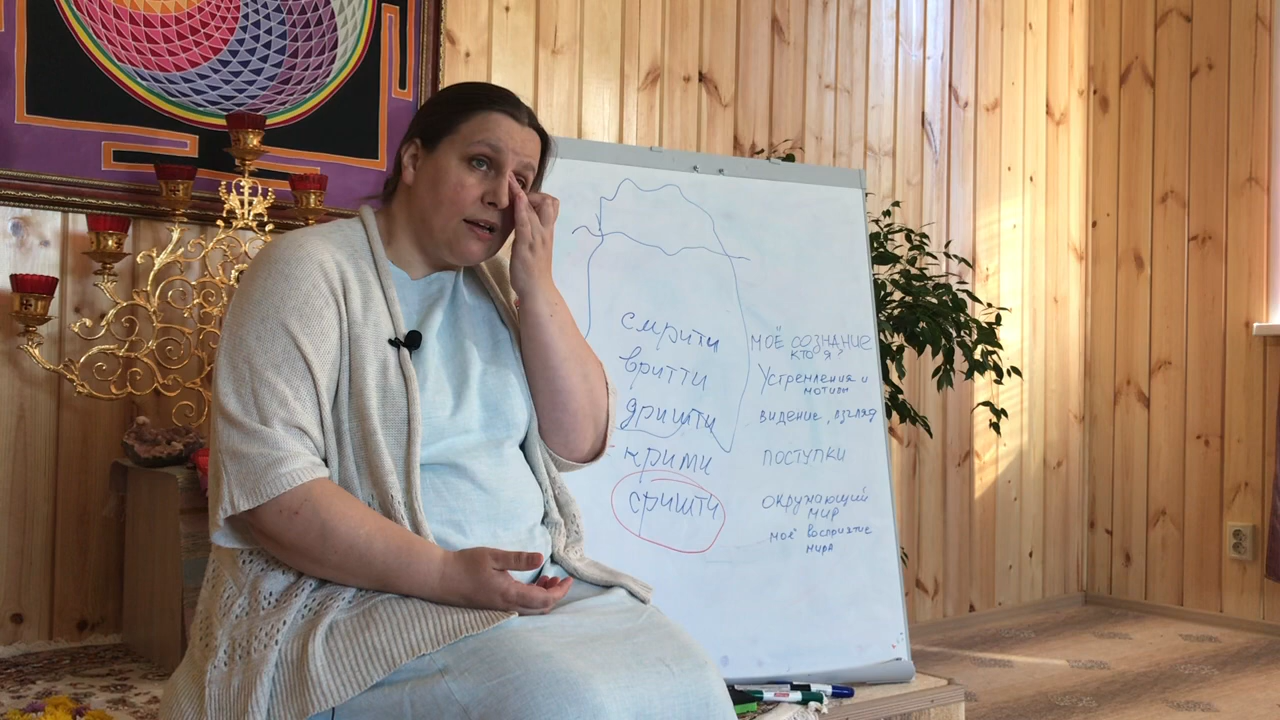 смрити мОЁ СОЗНАНИЕ
КТО Я?
вритти Устремления и
мотивы
дришти видение, взгляд
крими поступки
сришти окружающий
мир
моё восприятие
мира